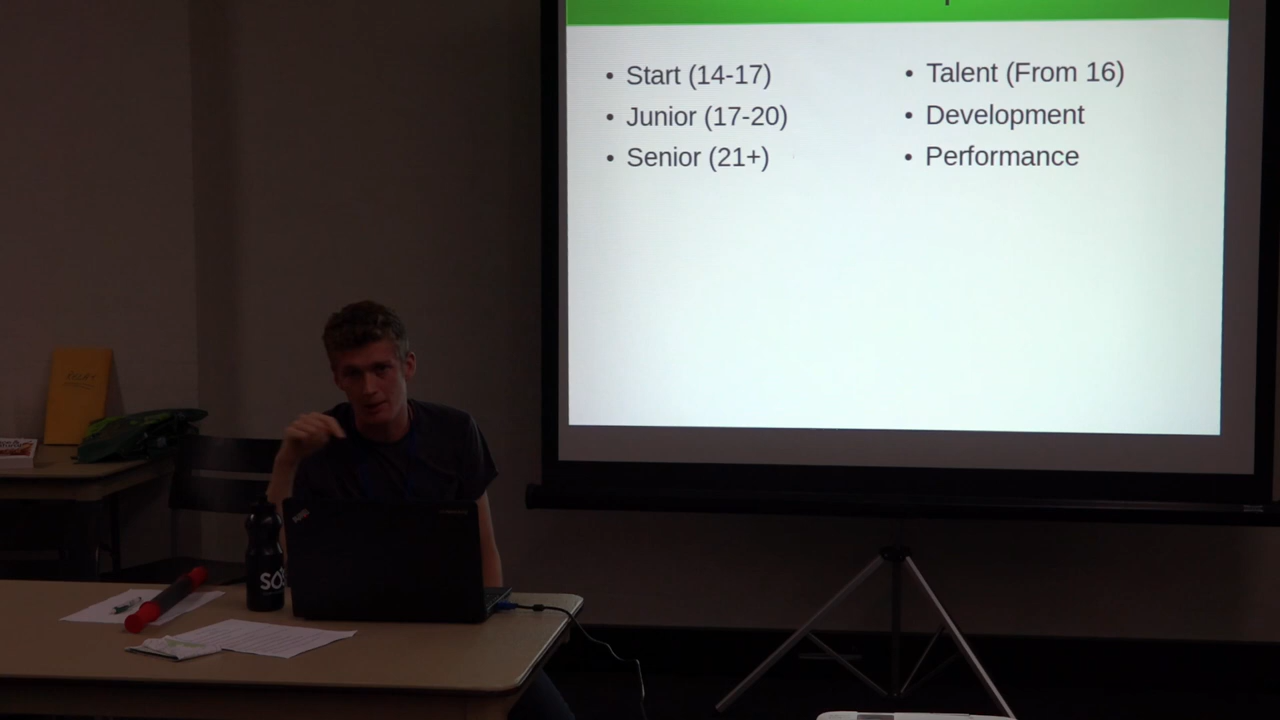 • Start (14-17)
• Junior (17-20)
• Senior (21+)
• Talent (From 16)
• Development
• Performance